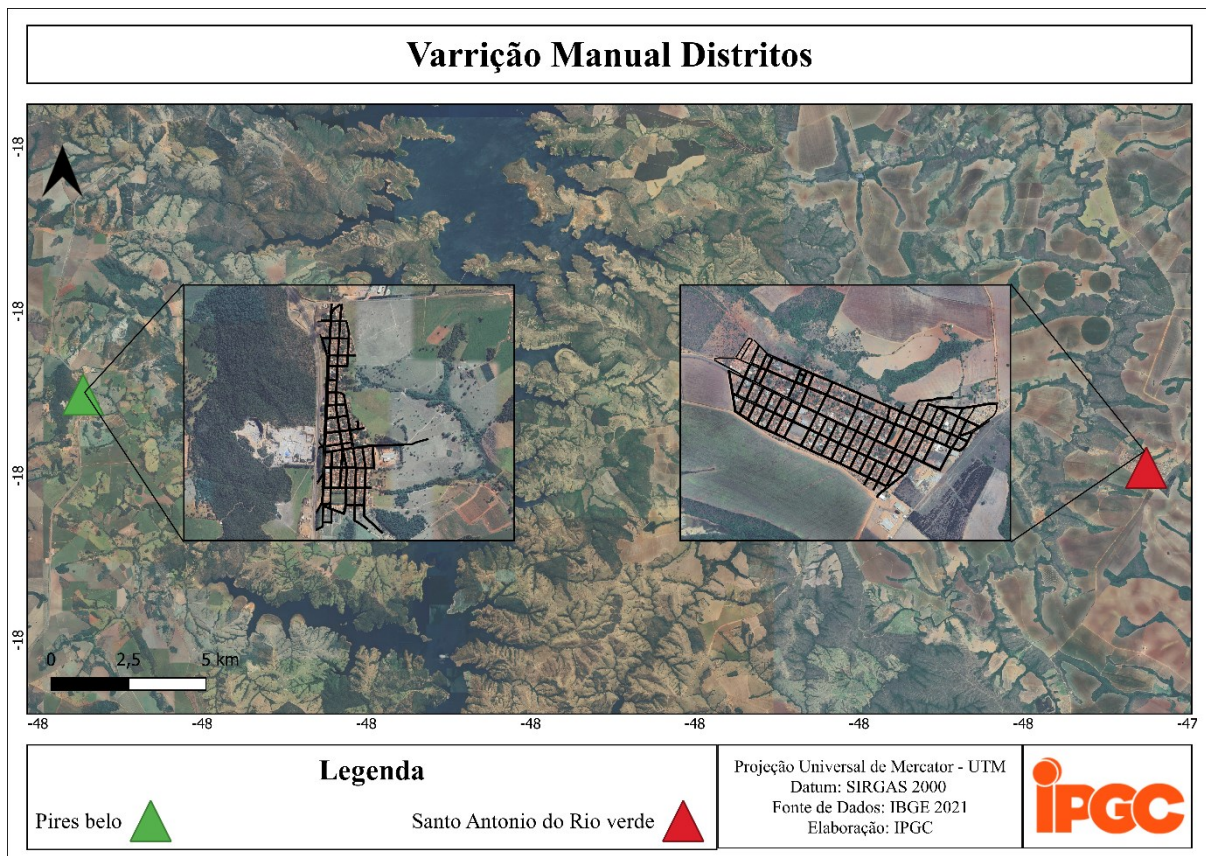 Varrição Manual Distritos
-18
-18
-18
0 2,5 5 km
-48 -48 -48 -48 -48 -48 -48 -47
Legenda
Pires belo
Santo Antonio do Rio verde
Projeção Universal de Mercator - UTM
Datum: SIRGAS 2000
Fonte de Dados: IBGE 2021
Elaboração: IPGC
iPGC